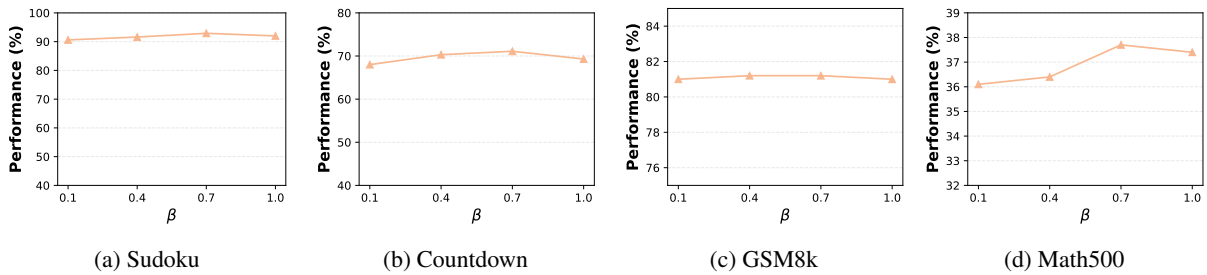 Performance (%)
100
90
80
70
60
50
40
0.1 0.4 0.7 1.0
β
(a) Sudoku
Performance (%)
80
70
60
50
40
0.1 0.4 0.7 1.0
β
(b) Countdown
Performance (%)
84
82
80
78
76
0.1 0.4 0.7 1.0
β
(c) GSM8k
Performance (%)
39
38
37
36
35
34
33
32
0.1 0.4 0.7 1.0
β
(d) Math500